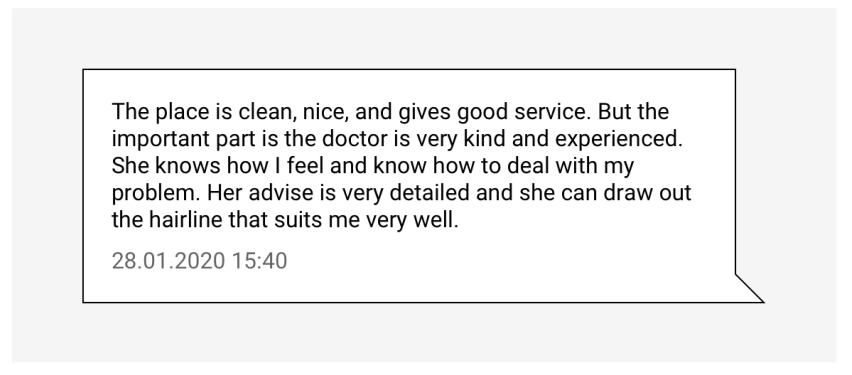 The place is clean, nice, and gives good service. But the
important part is the doctor is very kind and experienced.
She knows how I feel and know how to deal with my
problem. Her advise is very detailed and she can draw out
the hairline that suits me very well.
28.01.2020 15:40